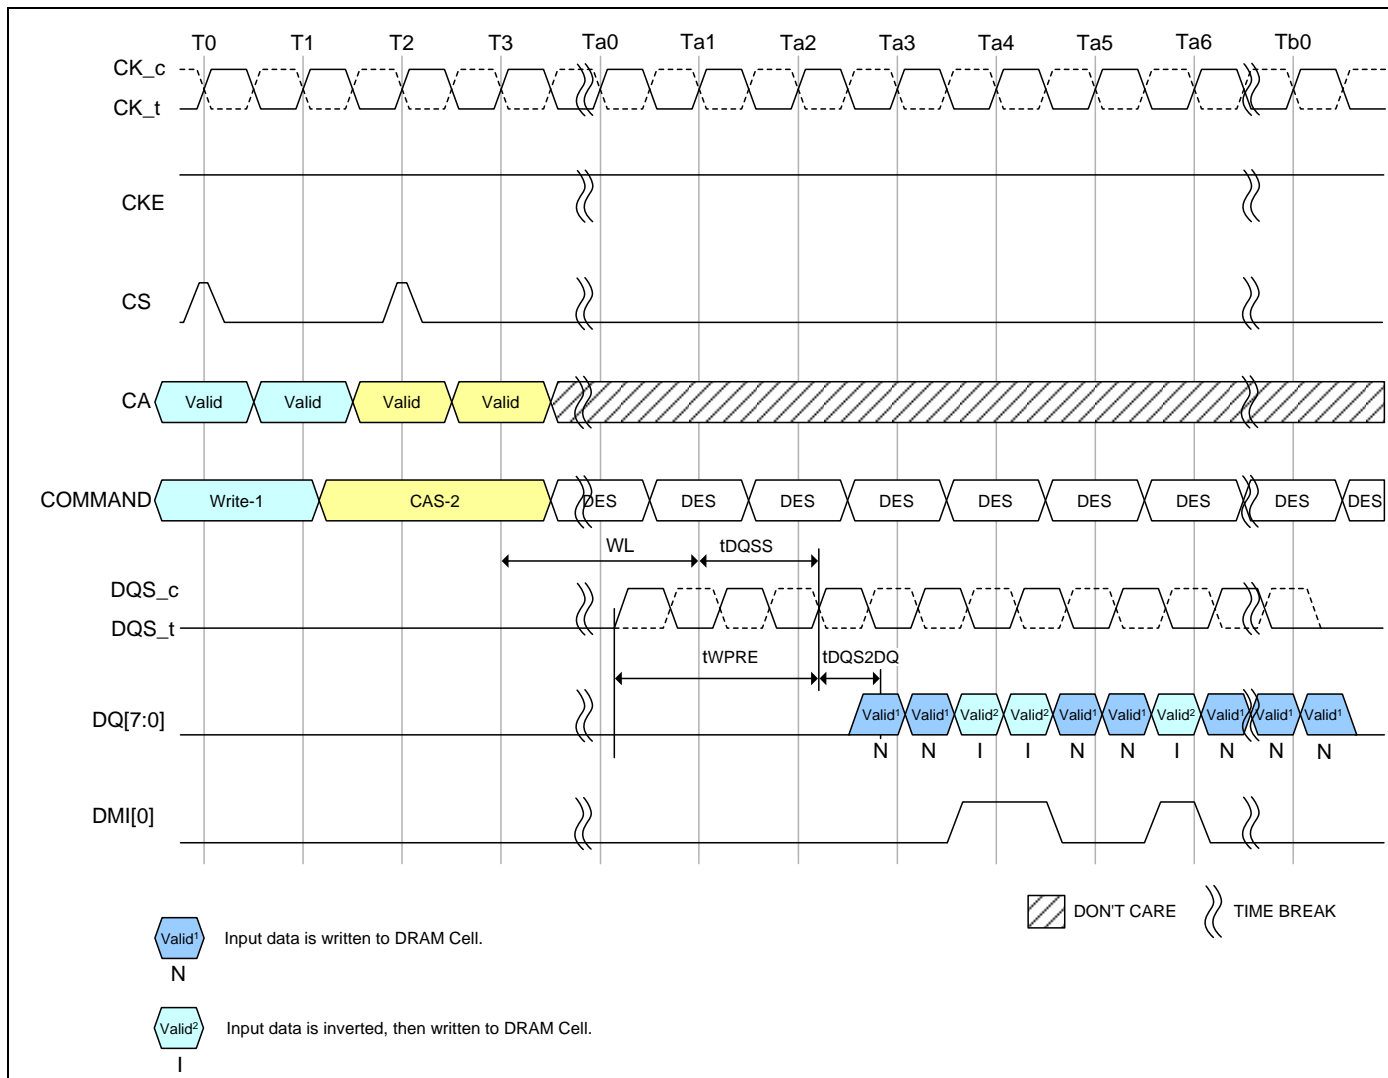 T0 T1 T2 T3 Ta0 Ta1 Ta2 Ta3 Ta4 Ta5 Ta6 Tb0
CK_c
CK_t
CKE
CS
CA Valid Valid Valid Valid
COMMAND Write-1 CAS-2 DES DES DES DES DES DES DES DES DES
WL tDQSS
DQS_c
DQS_t
tWPRE tDQS2DQ
DQ[7:0] Valid¹ Valid¹ Valid² Valid² Valid¹ Valid¹ Valid² Valid¹ Valid¹ Valid¹
N N I I N N I N N N
DMI[0]
DON'T CARE TIME BREAK
Valid¹ Input data is written to DRAM Cell.
N
Valid² Input data is inverted, then written to DRAM Cell.
I